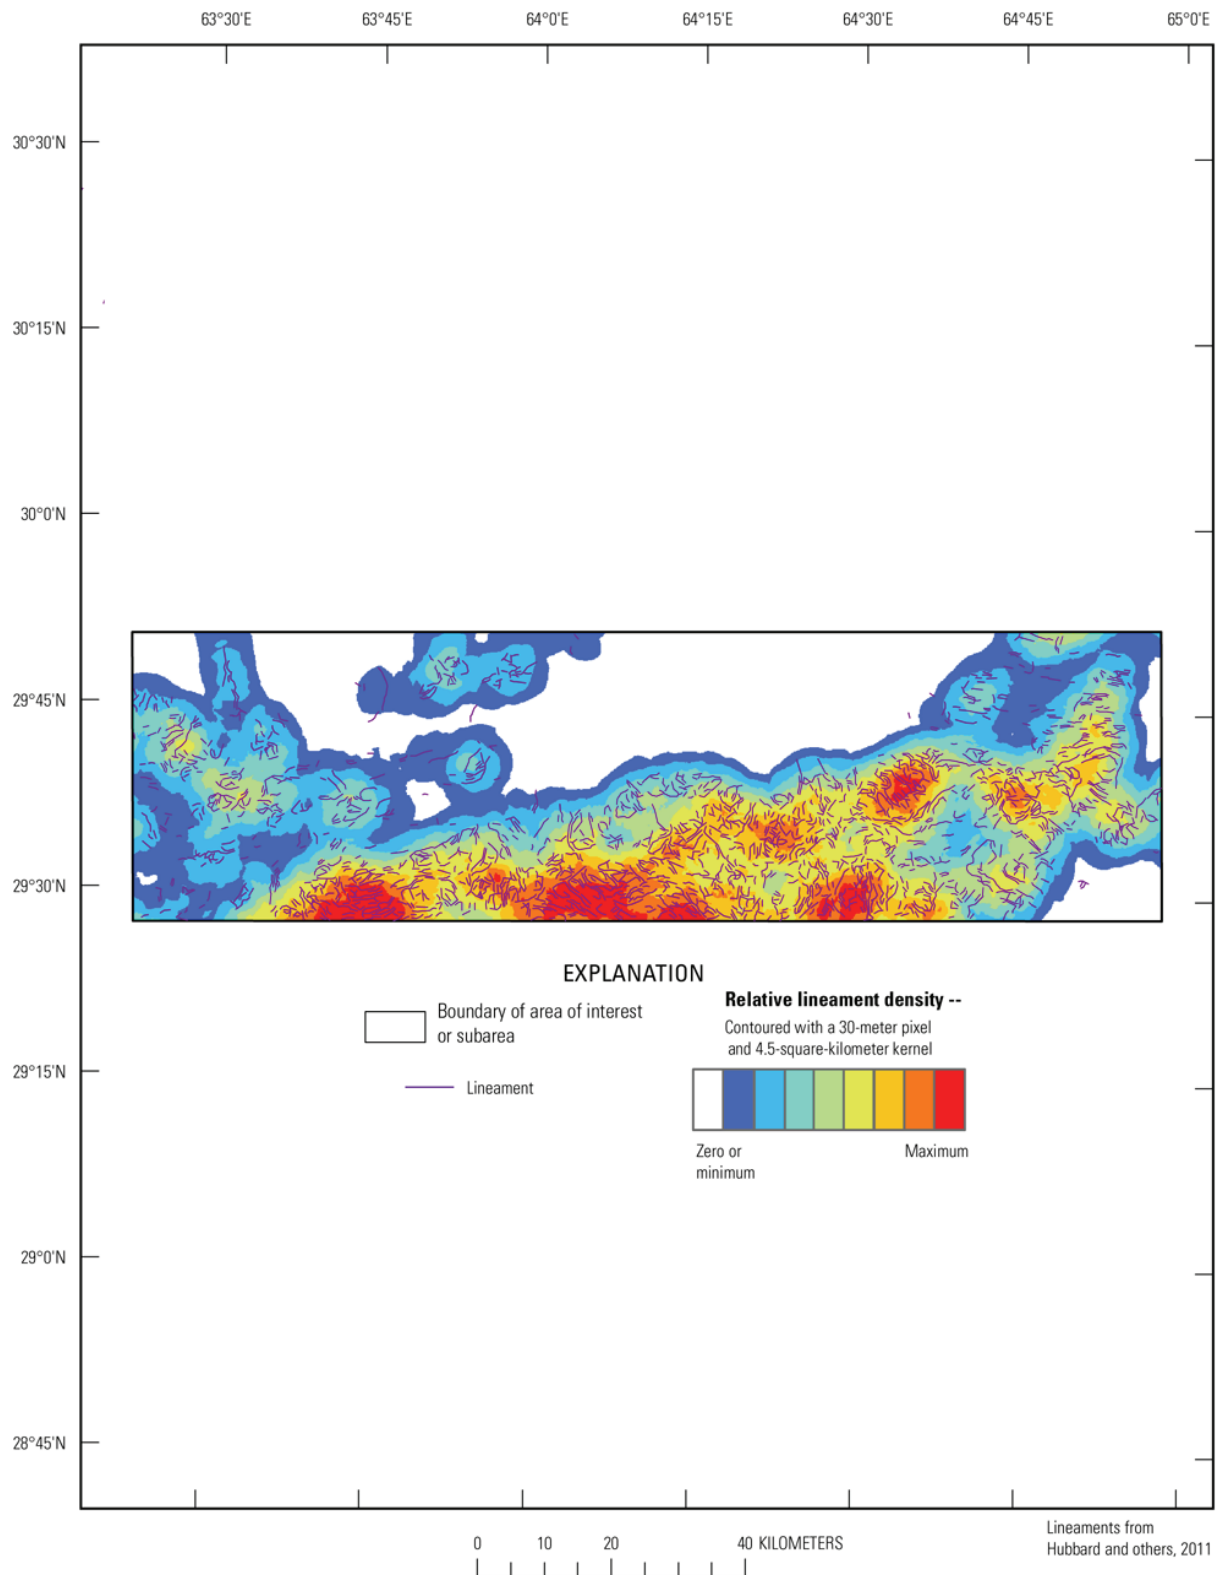 63°30'E 63°45'E 64°0'E 64°15'E 64°30'E 64°45'E 65°0'E
30°30'N
30°15'N
30°0'N
29°45'N
29°30'N
29°15'N
29°0'N
28°45'N
EXPLANATION
Boundary of area of interest
or subarea
Lineament
Relative lineament density --
Contoured with a 30-meter pixel
and 4.5-square-kilometer kernel
Zero or
minimum
Maximum
0 10 20 40 KILOMETERS
Lineaments from
Hubbard and others, 2011